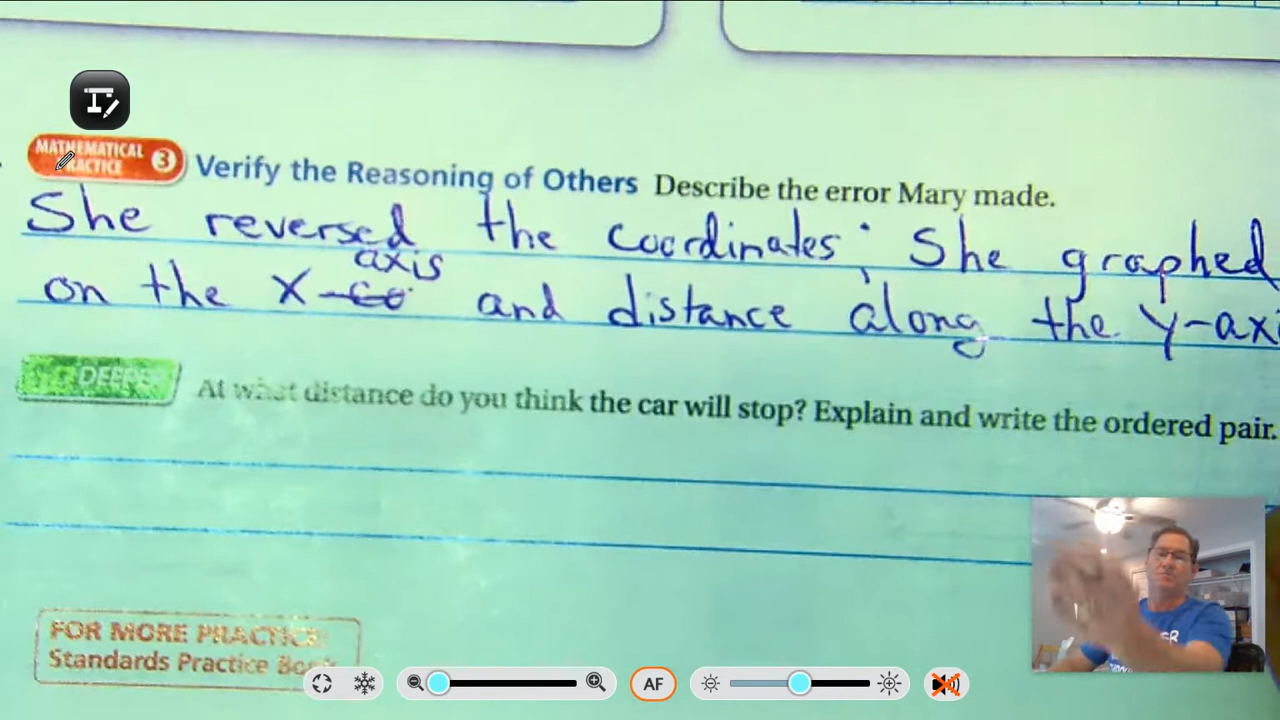 MATHEMATICAL
PRACTICE 3
Verify the Reasoning of Others Describe the error Mary made.
She reversed the coordinates; She graphed
axis
on the x-co and distance along the y-axi
DEEPER
At what distance do you think the car will stop? Explain and write the ordered pair.
FOR MORE PRACTICE:
Standards Practice Book
AF